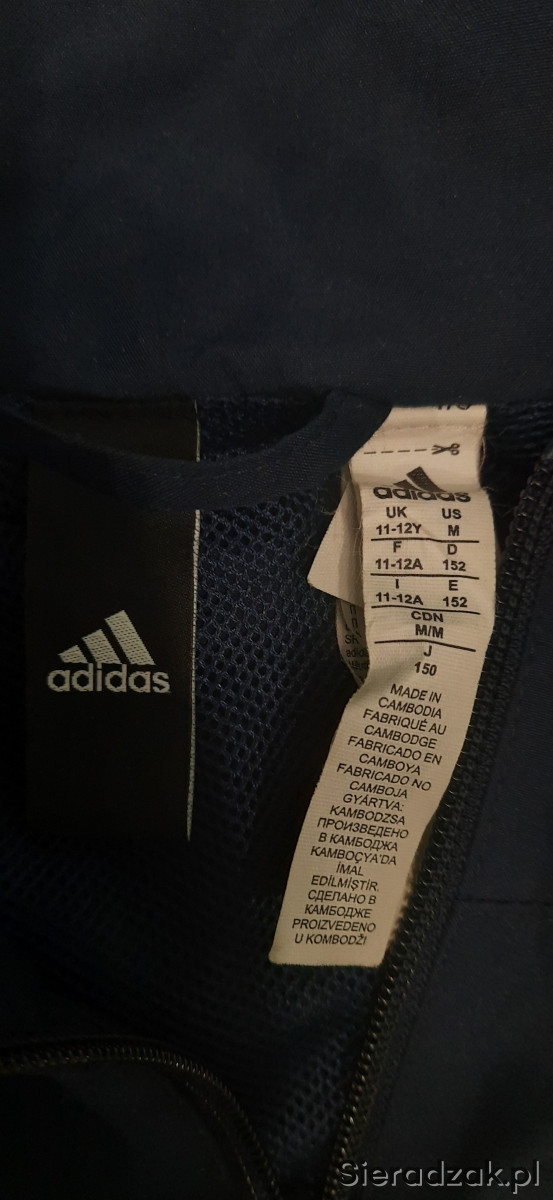 adidas
adidas
UK US
11-12Y M
F D
11-12A 152
I E
11-12A 152
CDN
M/M
J
150
MADE IN
CAMBODIA
FABRIQUÉ AU
CAMBODGE
FABRICADO EN
CAMBOYA
FABRICADO NO
CAMBOJA
GYÁRTVA:
KAMBODZSA
ПРОИЗВЕДЕНО
В КАМБОДЖА
KAMBOÇYA'DA
İMAL
EDİLMİŞTİR.
СДЕЛАНО В
КАМБОДЖЕ
PROIZVEDENO
U KOMBODŽI
Sieradzak.pl